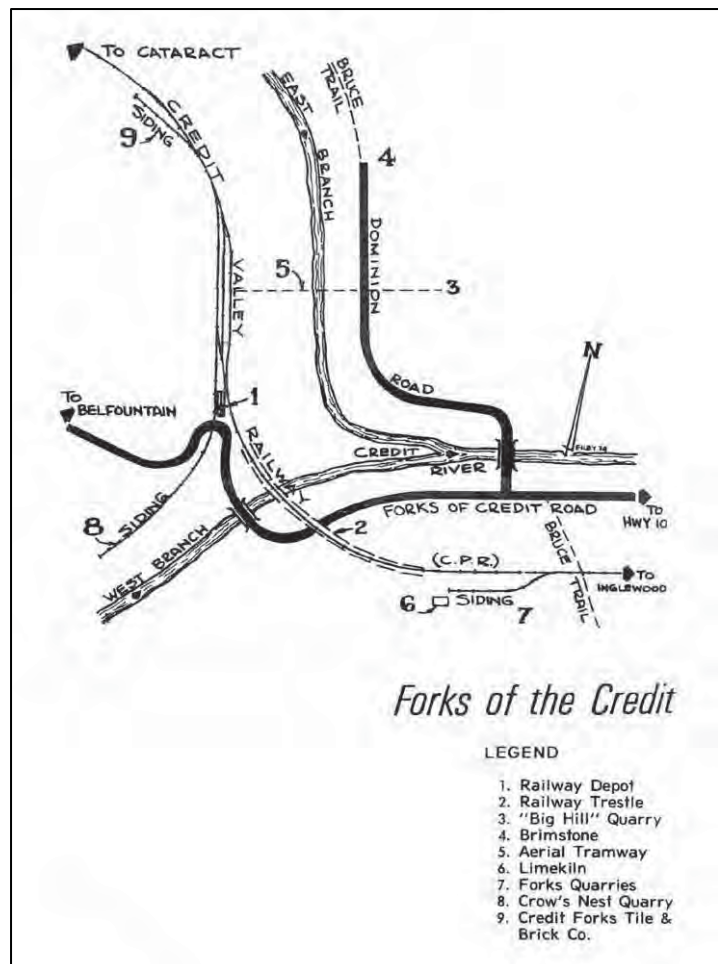 TO CATARACT
CREDIT
SIDING
9
EAST
BRANCH
BRUCE
TRAIL
4
DOMINION
5
VALLEY
3
N
TO
BELFOUNTAIN
1
ROAD
RAILWAY
CREDIT
RIVER
FORKS OF CREDIT ROAD
TO
HWY 10
8
SIDING
WEST BRANCH
2
(C.P.R.)
BRUCE
TRAIL
TO
INGLEWOOD
6
SIDING
7
Forks of the Credit
LEGEND
1. Railway Depot
2. Railway Trestle
3. "Big Hill" Quarry
4. Brimstone
5. Aerial Tramway
6. Limekiln
7. Forks Quarries
8. Crow's Nest Quarry
9. Credit Forks Tile &
Brick Co.